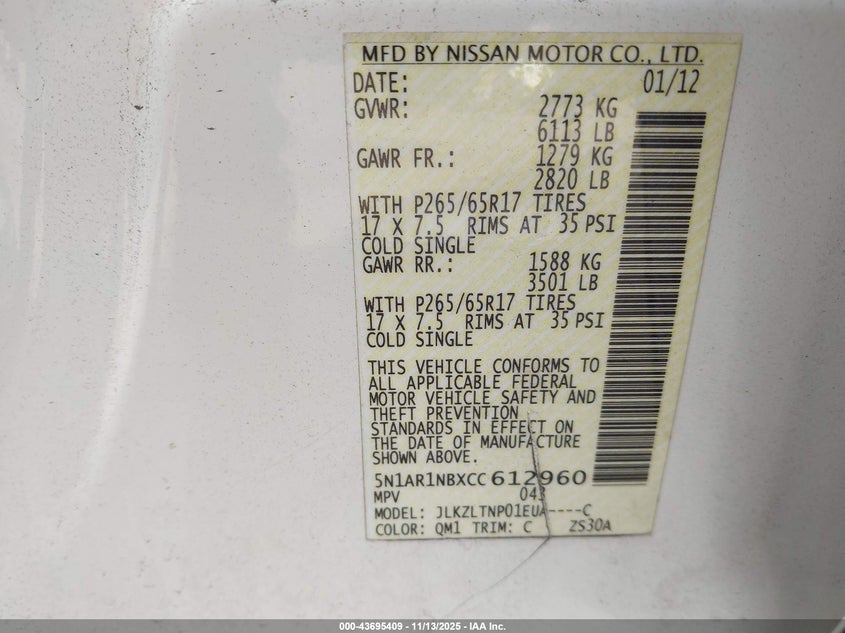 MFD BY NISSAN MOTOR CO., LTD.
DATE: 01/12
GVWR: 2773 KG
6113 LB
GAWR FR.: 1279 KG
2820 LB
WITH P265/65R17 TIRES
17 X 7.5 RIMS AT 35 PSI
COLD SINGLE
GAWR RR.: 1588 KG
3501 LB
WITH P265/65R17 TIRES
17 X 7.5 RIMS AT 35 PSI
COLD SINGLE
THIS VEHICLE CONFORMS TO
ALL APPLICABLE FEDERAL
MOTOR VEHICLE SAFETY AND
THEFT PREVENTION
STANDARDS IN EFFECT ON
THE DATE OF MANUFACTURE
SHOWN ABOVE.
5N1AR1NBXCC612960
MPV 043
MODEL: JLKZLTNP01EUA----C
COLOR: QM1 TRIM: C ZS30A
000-43695409 - 11/13/2025 - IAA Inc.